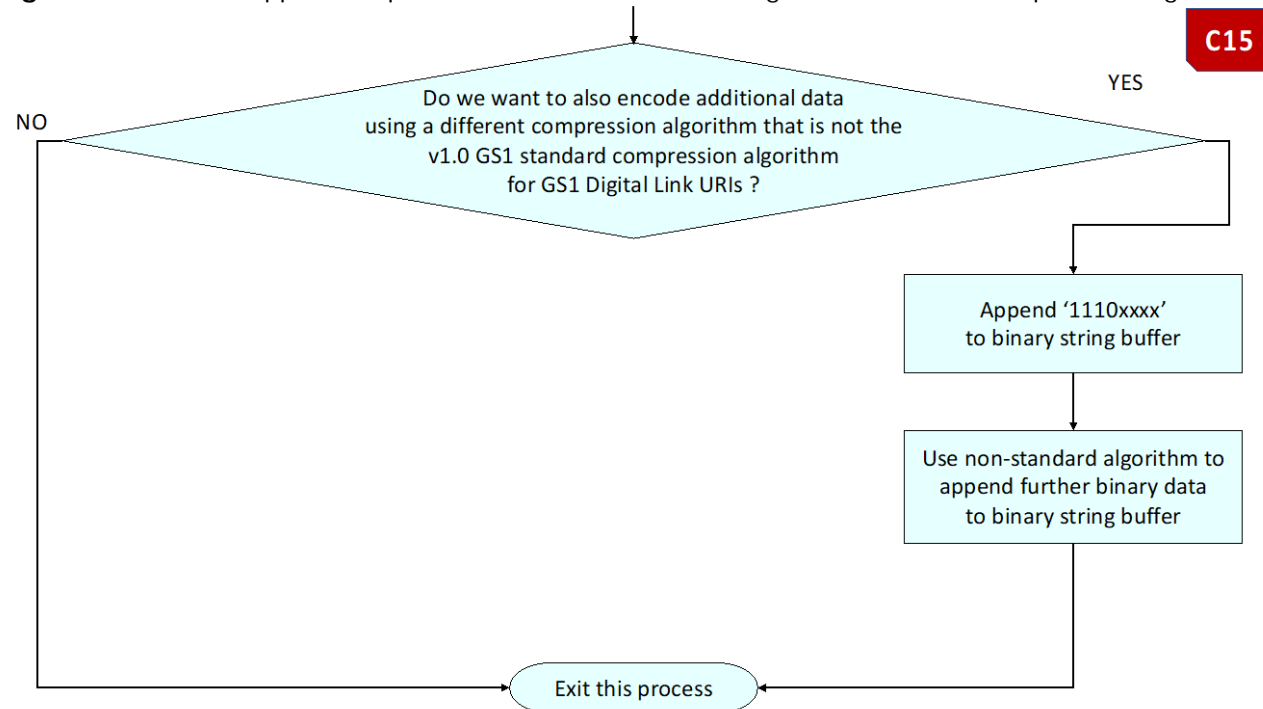 C15
YES
NO
Do we want to also encode additional data
using a different compression algorithm that is not the
v1.0 GS1 standard compression algorithm
for GS1 Digital Link URIs ?
Append ‘1110xxxx’
to binary string buffer
Use non-standard algorithm to
append further binary data
to binary string buffer
Exit this process